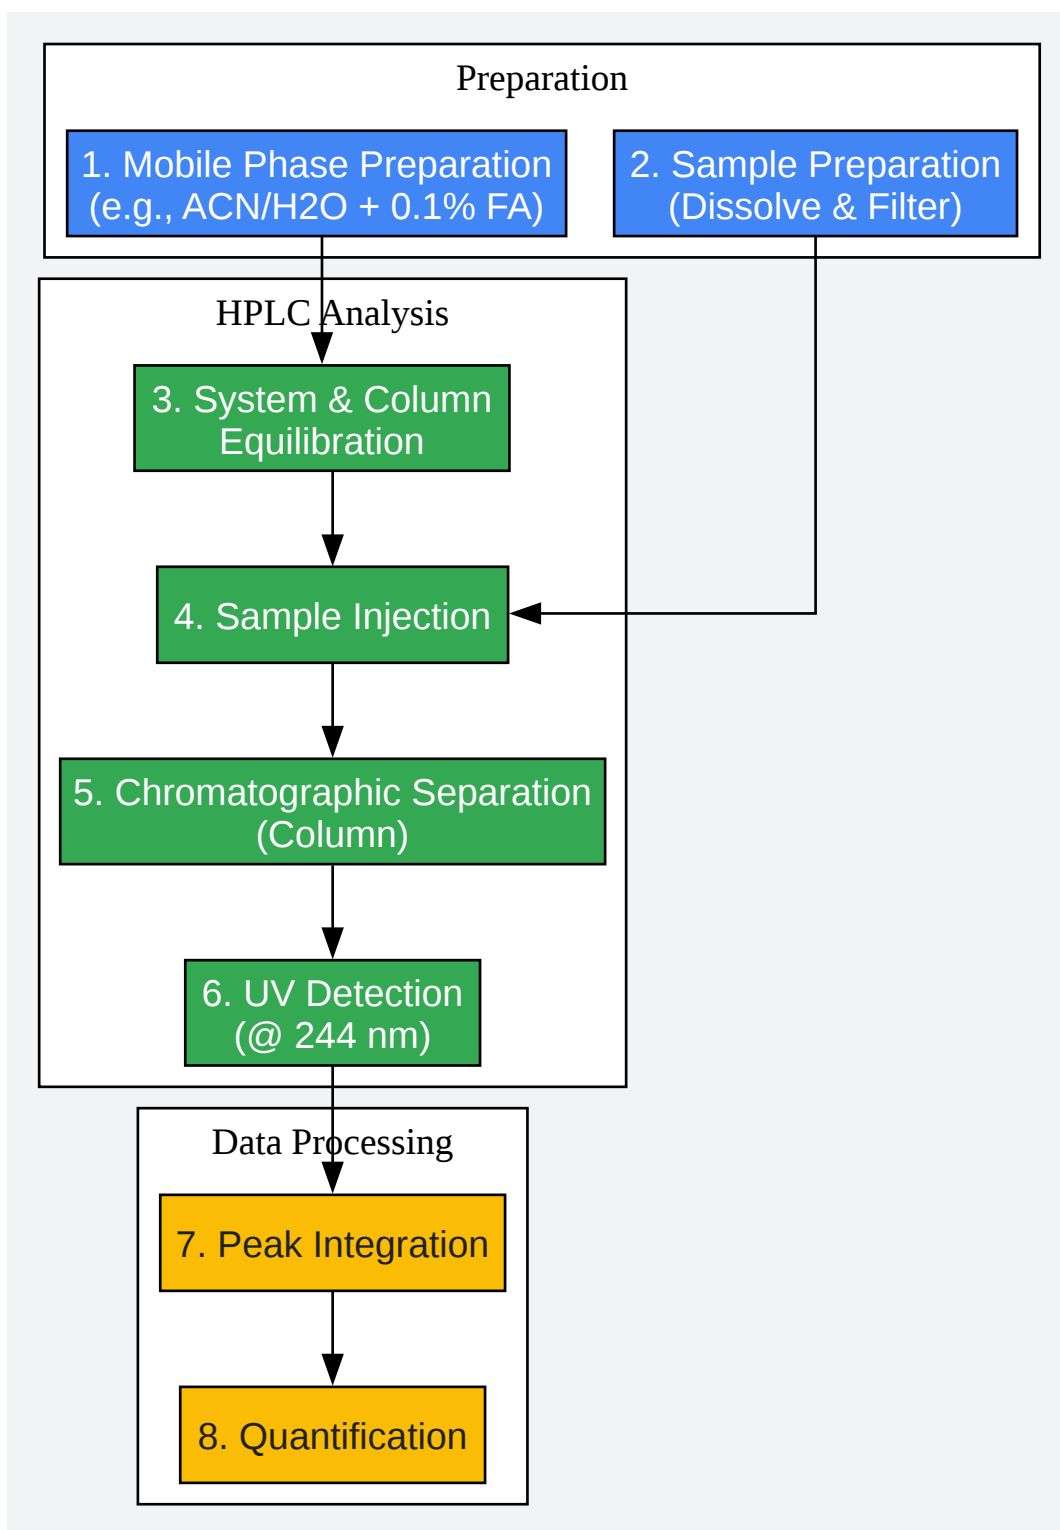 Preparation
1. Mobile Phase Preparation
(e.g., ACN/H2O + 0.1% FA)
2. Sample Preparation
(Dissolve & Filter)
HPLC Analysis
3. System & Column
Equilibration
4. Sample Injection
5. Chromatographic Separation
(Column)
6. UV Detection
(@ 244 nm)
Data Processing
7. Peak Integration
8. Quantification